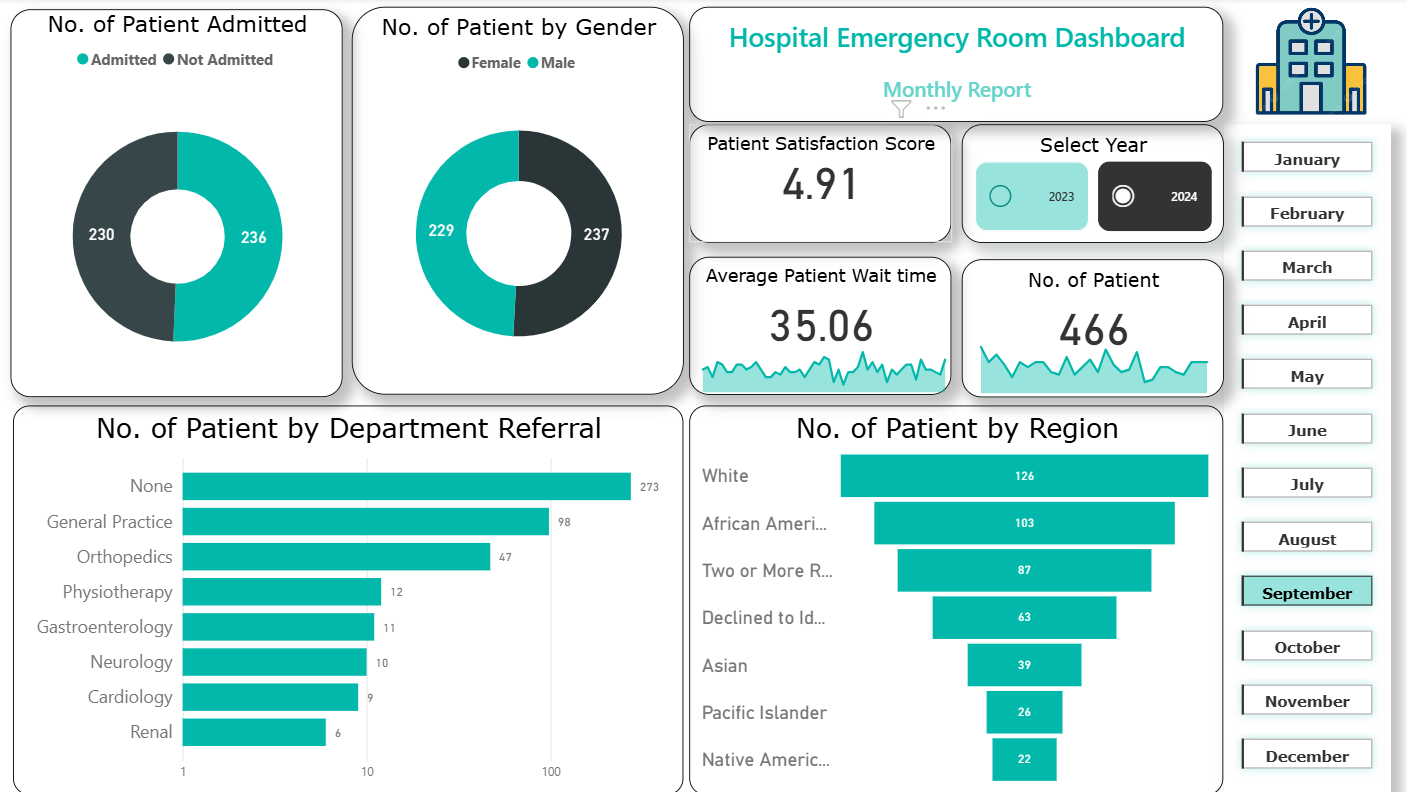 No. of Patient Admitted
Admitted Not Admitted
230
236
No. of Patient by Gender
Female Male
229
237
Hospital Emergency Room Dashboard
Monthly Report
Patient Satisfaction Score
4.91
Select Year
2023
2024
Average Patient Wait time
35.06
No. of Patient
466
No. of Patient by Department Referral
None 273
General Practice 98
Orthopedics 47
Physiotherapy 12
Gastroenterology 11
Neurology 10
Cardiology 9
Renal 6
1 10 100
No. of Patient by Region
White 126
African Ameri... 103
Two or More R... 87
Declined to Id... 63
Asian 39
Pacific Islander 26
Native Americ... 22
January
February
March
April
May
June
July
August
September
October
November
December